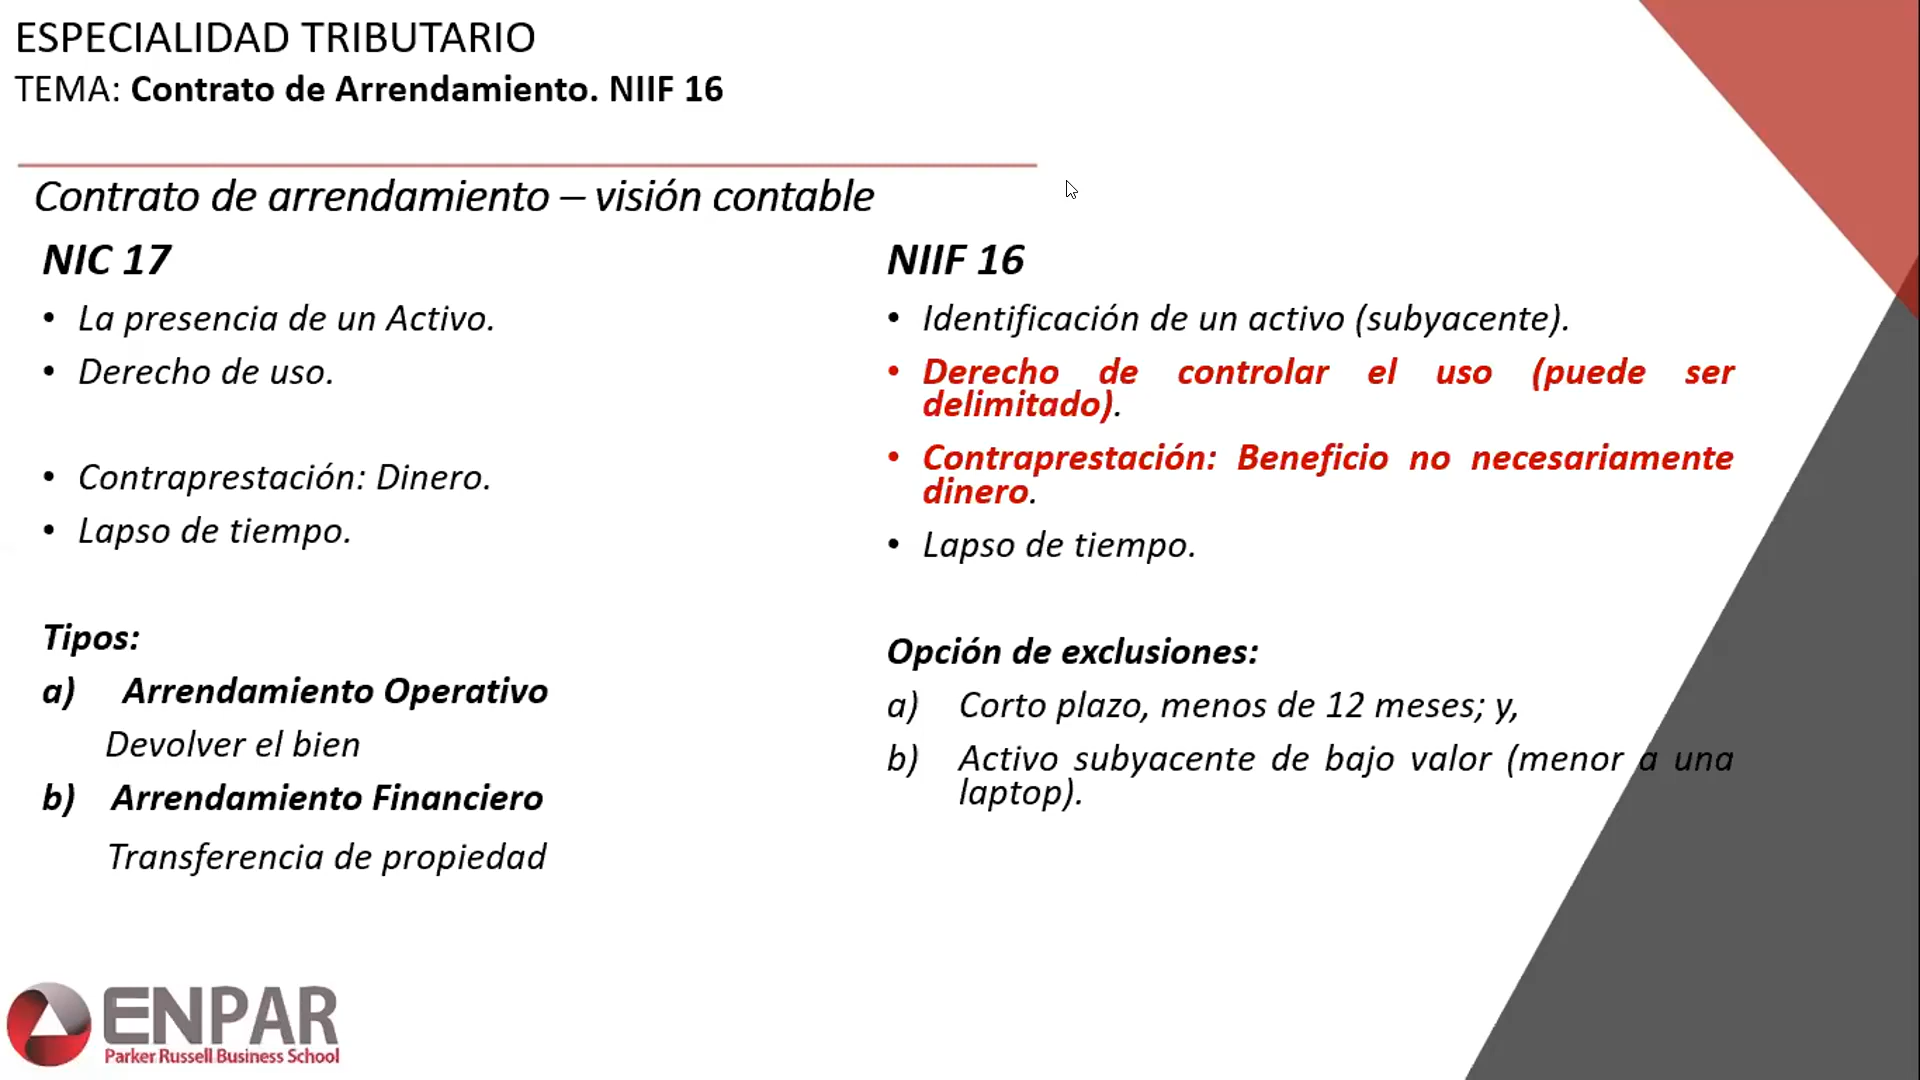 ESPECIALIDAD TRIBUTARIO
TEMA: Contrato de Arrendamiento. NIIF 16
Contrato de arrendamiento – visión contable
NIC 17
• La presencia de un Activo.
• Derecho de uso.
• Contraprestación: Dinero.
• Lapso de tiempo.
Tipos:
a) Arrendamiento Operativo
Devolver el bien
b) Arrendamiento Financiero
Transferencia de propiedad
NIIF 16
• Identificación de un activo (subyacente).
• Derecho de controlar el uso (puede ser
delimitado).
• Contraprestación: Beneficio no necesariamente
dinero.
• Lapso de tiempo.
Opción de exclusiones:
a) Corto plazo, menos de 12 meses; y,
b) Activo subyacente de bajo valor (menor a una
laptop).
ENPAR
Parker Russell Business School